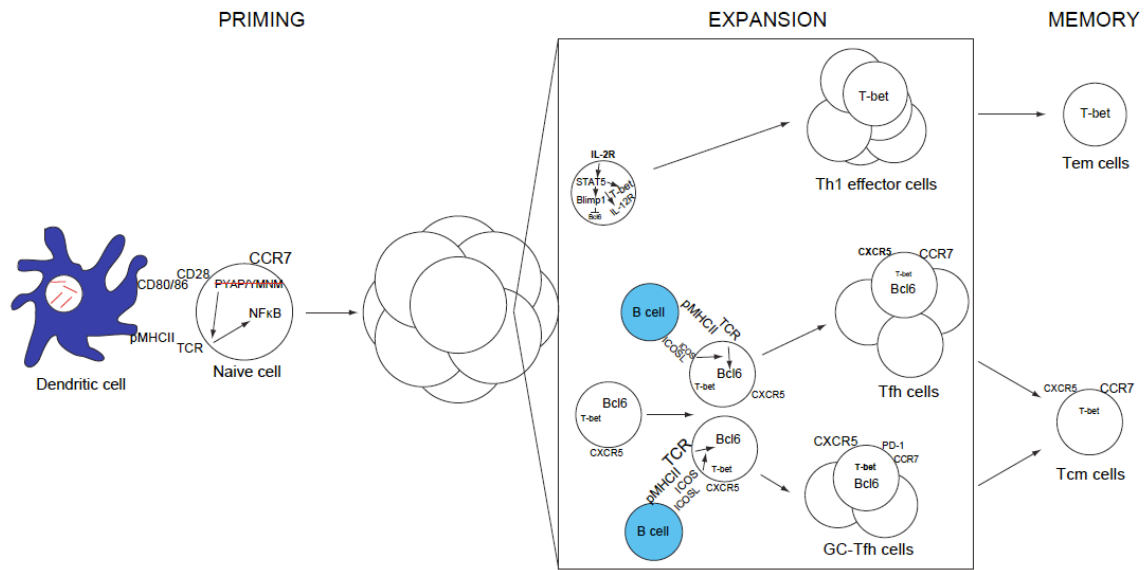 PRIMING
EXPANSION
MEMORY
CD80/86
CD28
CCR7
PYAP/YMNM
NFκB
pMHCII
TCR
Dendritic cell
Naive cell
IL-2R
STAT5
T-bet
Blimp1
IL-12R
Bcl6
T-bet
Th1 effector cells
T-bet
Tem cells
B cell
pMHCII
TCR
ICOS
ICOSL
Bcl6
T-bet
CXCR5
CXCR5
CCR7
T-bet
Bcl6
Tfh cells
Bcl6
T-bet
CXCR5
TCR
Bcl6
T-bet
CXCR5
pMHCII
ICOS
ICOSL
B cell
CXCR5
PD-1
CCR7
T-bet
Bcl6
GC-Tfh cells
CXCR5
CCR7
T-bet
Tcm cells